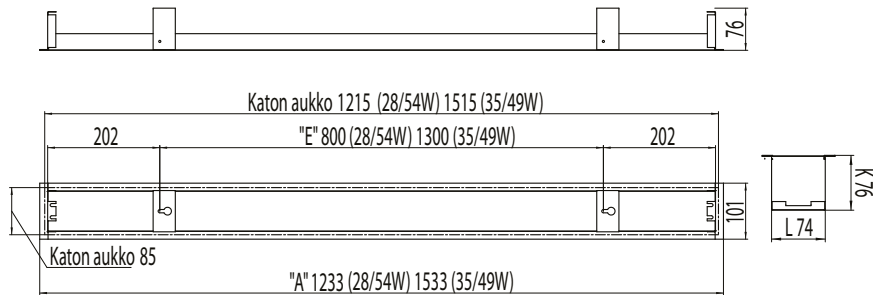 76
Katon aukko 1215 (28/54W) 1515 (35/49W)
202
"E" 800 (28/54W) 1300 (35/49W)
202
K 76
101
L 74
Katon aukko 85
"A" 1233 (28/54W) 1533 (35/49W)